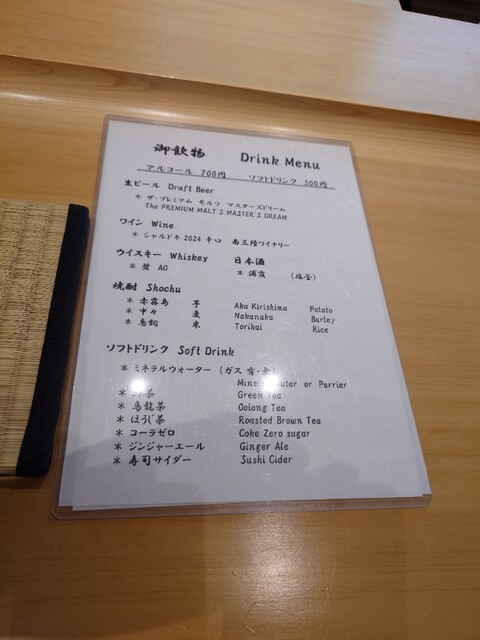 御飲物 Drink Menu
アルコール 700円 ソフトドリンク 500円
生ビール Draft Beer
* ザ・プレミアム モルツ マスターズドリーム
The PREMIUM MALT'S MASTER'S DREAM
ワイン Wine
* シャルドネ 2024 辛口 南三陸ワイナリー
ウイスキー Whiskey 日本酒
* 碧 AO * 浦霞 (塩釜)
焼酎 Shochu
* 赤霧島 芋 Aka Kirishima Potato
* 中々 麦 Nakanaka Barley
* 鳥飼 米 Torikai Rice
ソフトドリンク Soft Drink
* ミネラルウォーター (ガス 有・無)
or Perrier
* 茶 Green Tea
* 烏龍茶 Oolong Tea
* ほうじ茶 Roasted Brown Tea
* コーラゼロ Coke Zero sugar
* ジンジャーエール Ginger Ale
* 寿司サイダー Sushi Cider